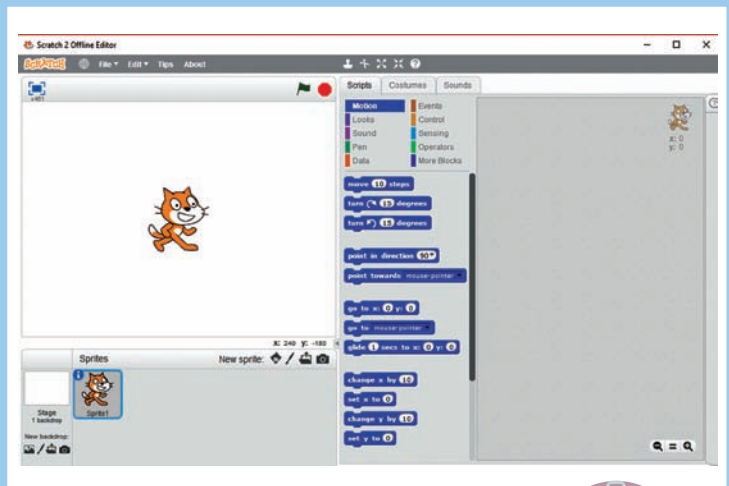 Scratch 2 Offline Editor
SCRATCH File Edit Tips About
v461
Scripts Costumes Sounds
Motion Events
Looks Control
Sound Sensing
Pen Operators
Data More Blocks
x: 0
y: 0
move 10 steps
turn 15 degrees
turn 15 degrees
point in direction 90
point towards mouse-pointer
go to x: 0 y: 0
go to mouse-pointer
glide 1 secs to x: 0 y: 0
change x by 10
set x to 0
change y by 10
set y to 0
x: 240 y: -180
Sprites New sprite:
Stage
1 backdrop
New backdrop:
Sprite1